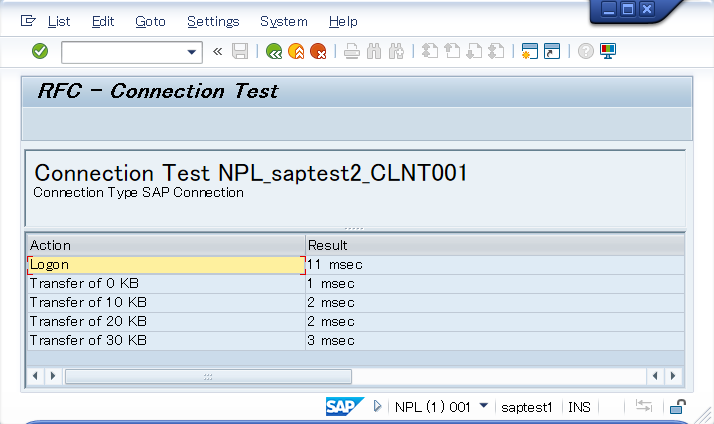 List Edit Goto Settings System Help
RFC - Connection Test
Connection Test NPL_saptest2_CLNT001
Connection Type SAP Connection
Action Result
Logon 11 msec
Transfer of 0 KB 1 msec
Transfer of 10 KB 2 msec
Transfer of 20 KB 2 msec
Transfer of 30 KB 3 msec
SAP NPL (1) 001 saptest1 INS